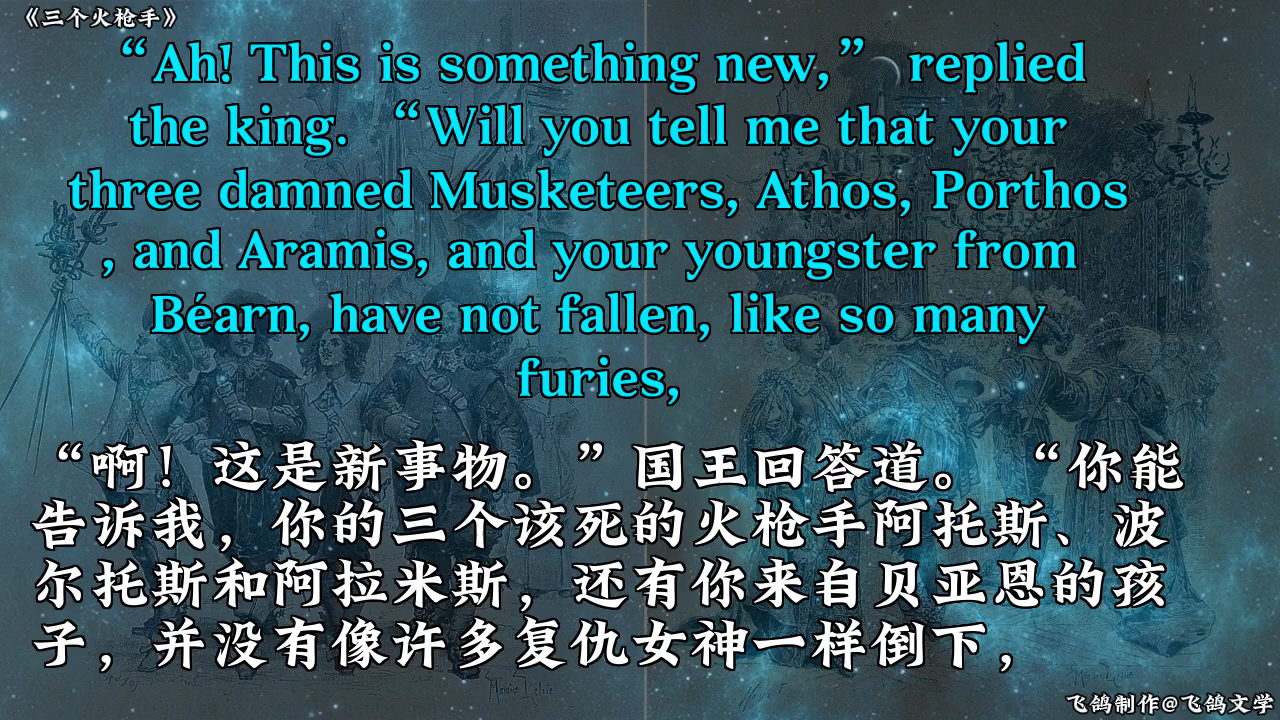 《三个火枪手》
“Ah! This is something new,” replied
the king. “Will you tell me that your
three damned Musketeers, Athos, Porthos
, and Aramis, and your youngster from
Béarn, have not fallen, like so many
furies,
“啊！这是新事物。”国王回答道。“你能
告诉我，你的三个该死的火枪手阿托斯、波
尔托斯和阿拉米斯，还有你来自贝亚恩的孩
子，并没有像许多复仇女神一样倒下，
飞鸽制作@飞鸽文学